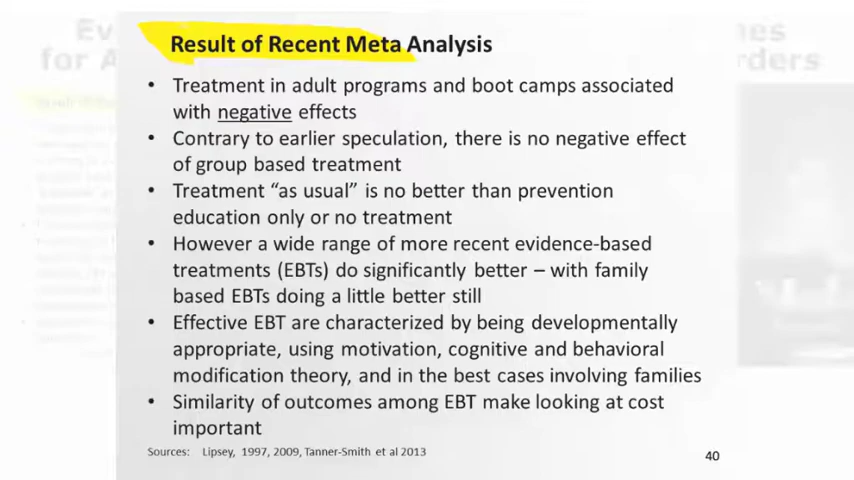 Result of Recent Meta Analysis
• Treatment in adult programs and boot camps associated
with negative effects
• Contrary to earlier speculation, there is no negative effect
of group based treatment
• Treatment “as usual” is no better than prevention
education only or no treatment
• However a wide range of more recent evidence-based
treatments (EBTs) do significantly better – with family
based EBTs doing a little better still
• Effective EBT are characterized by being developmentally
appropriate, using motivation, cognitive and behavioral
modification theory, and in the best cases involving families
• Similarity of outcomes among EBT make looking at cost
important
Sources: Lipsey, 1997, 2009, Tanner-Smith et al 2013
40